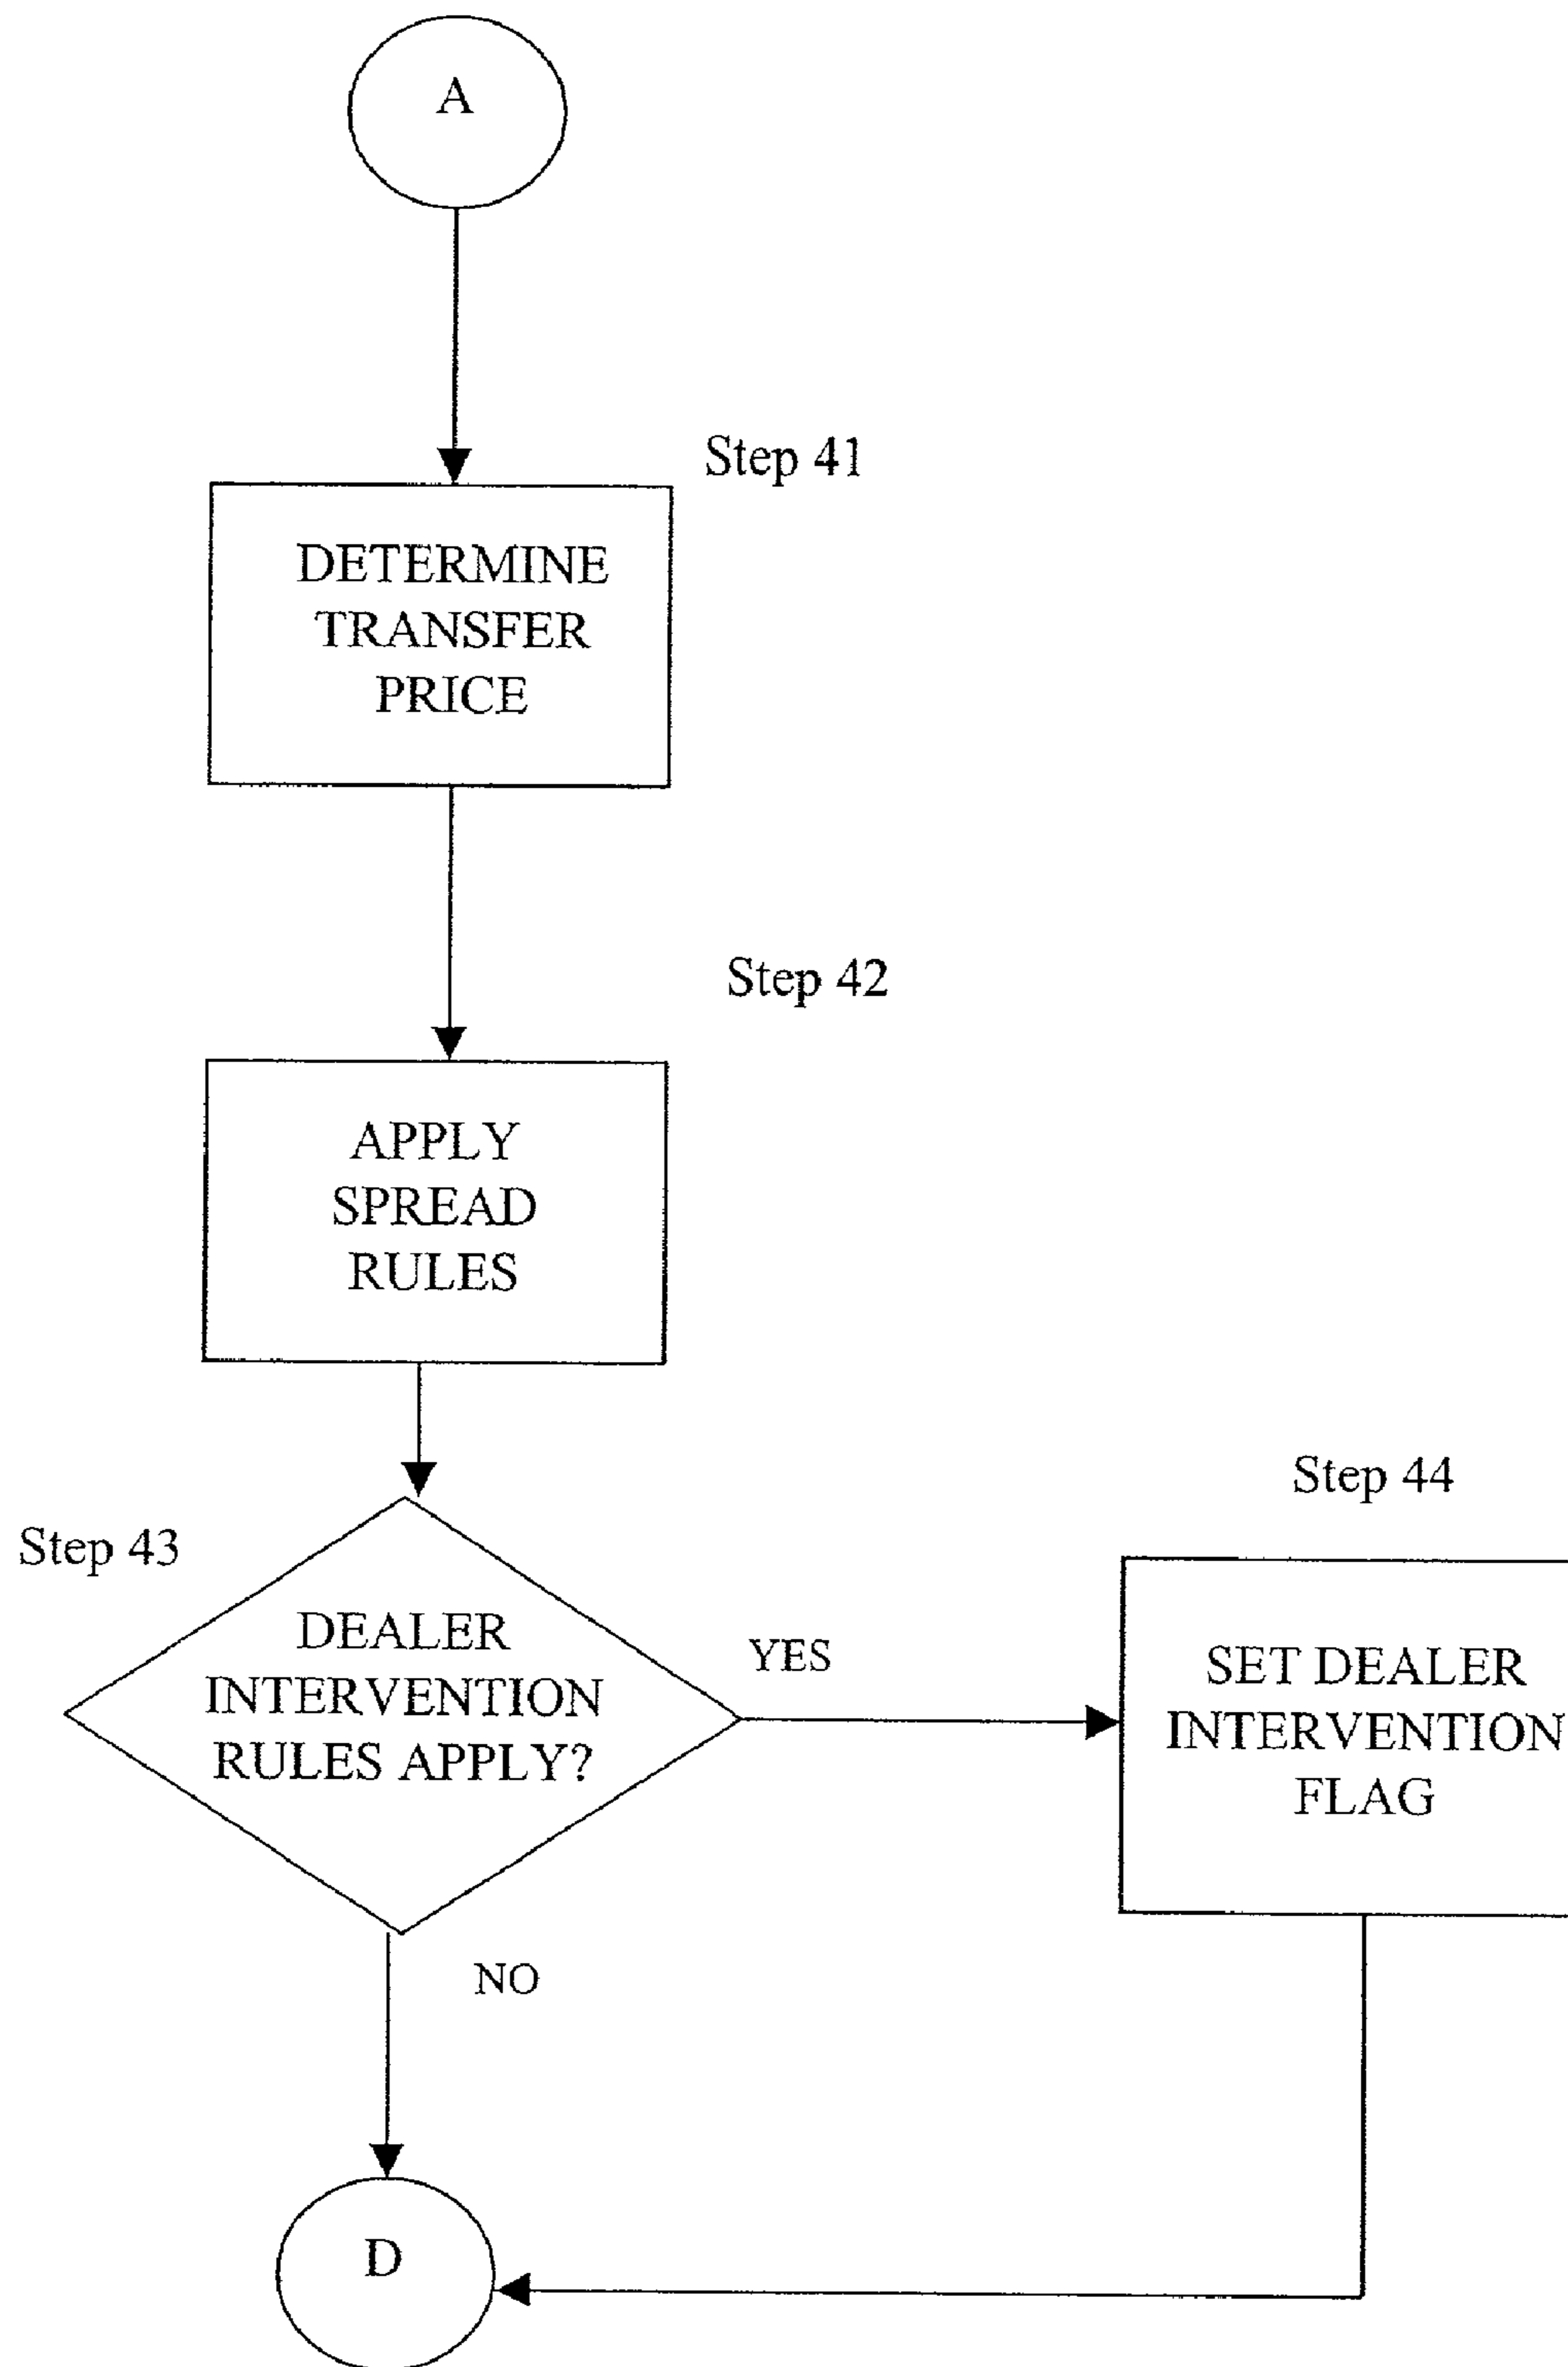 A
Step 41
DETERMINE
TRANSFER
PRICE
Step 42
APPLY
SPREAD
RULES
Step 43
DEALER
INTERVENTION
RULES APPLY?
YES
Step 44
SET DEALER
INTERVENTION
FLAG
NO
D